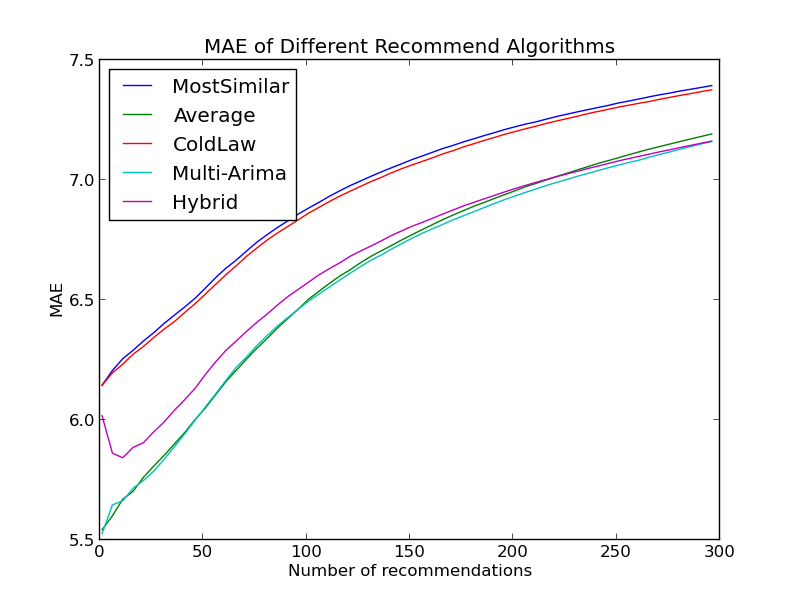 MAE of Different Recommend Algorithms
7.5
7.0
6.5
6.0
5.5
MAE
MostSimilar
Average
ColdLaw
Multi-Arima
Hybrid
0 50 100 150 200 250 300
Number of recommendations